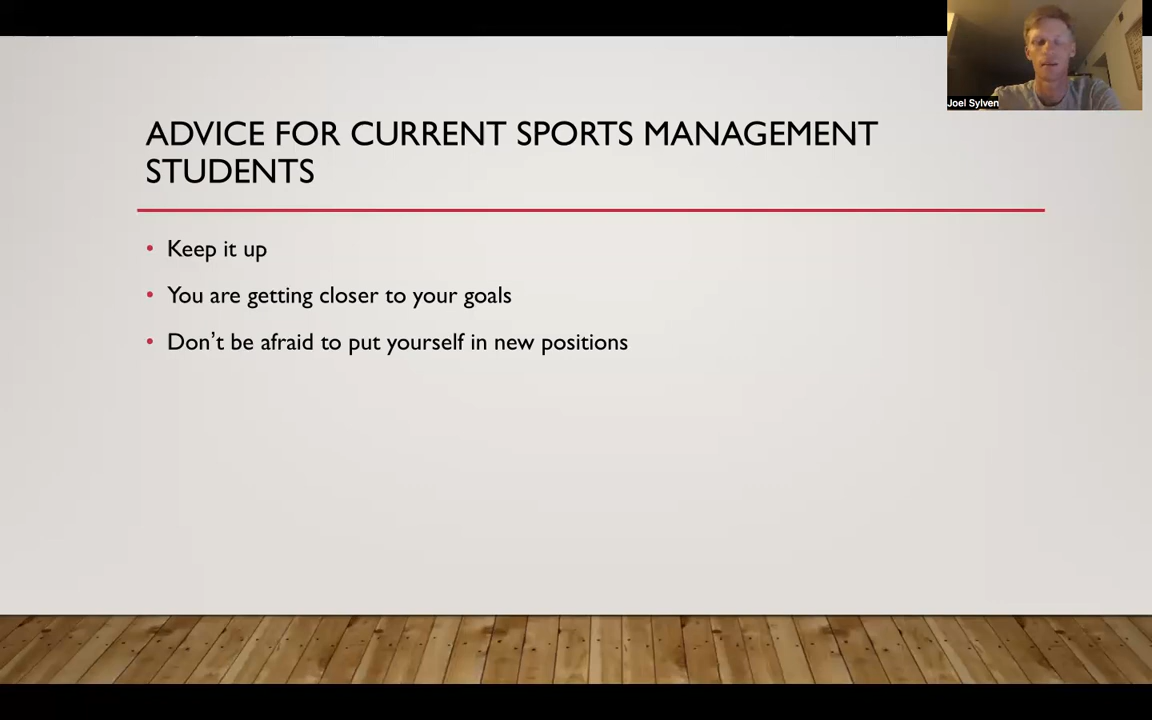 Joel Sylven
ADVICE FOR CURRENT SPORTS MANAGEMENT
STUDENTS
• Keep it up
• You are getting closer to your goals
• Don’t be afraid to put yourself in new positions